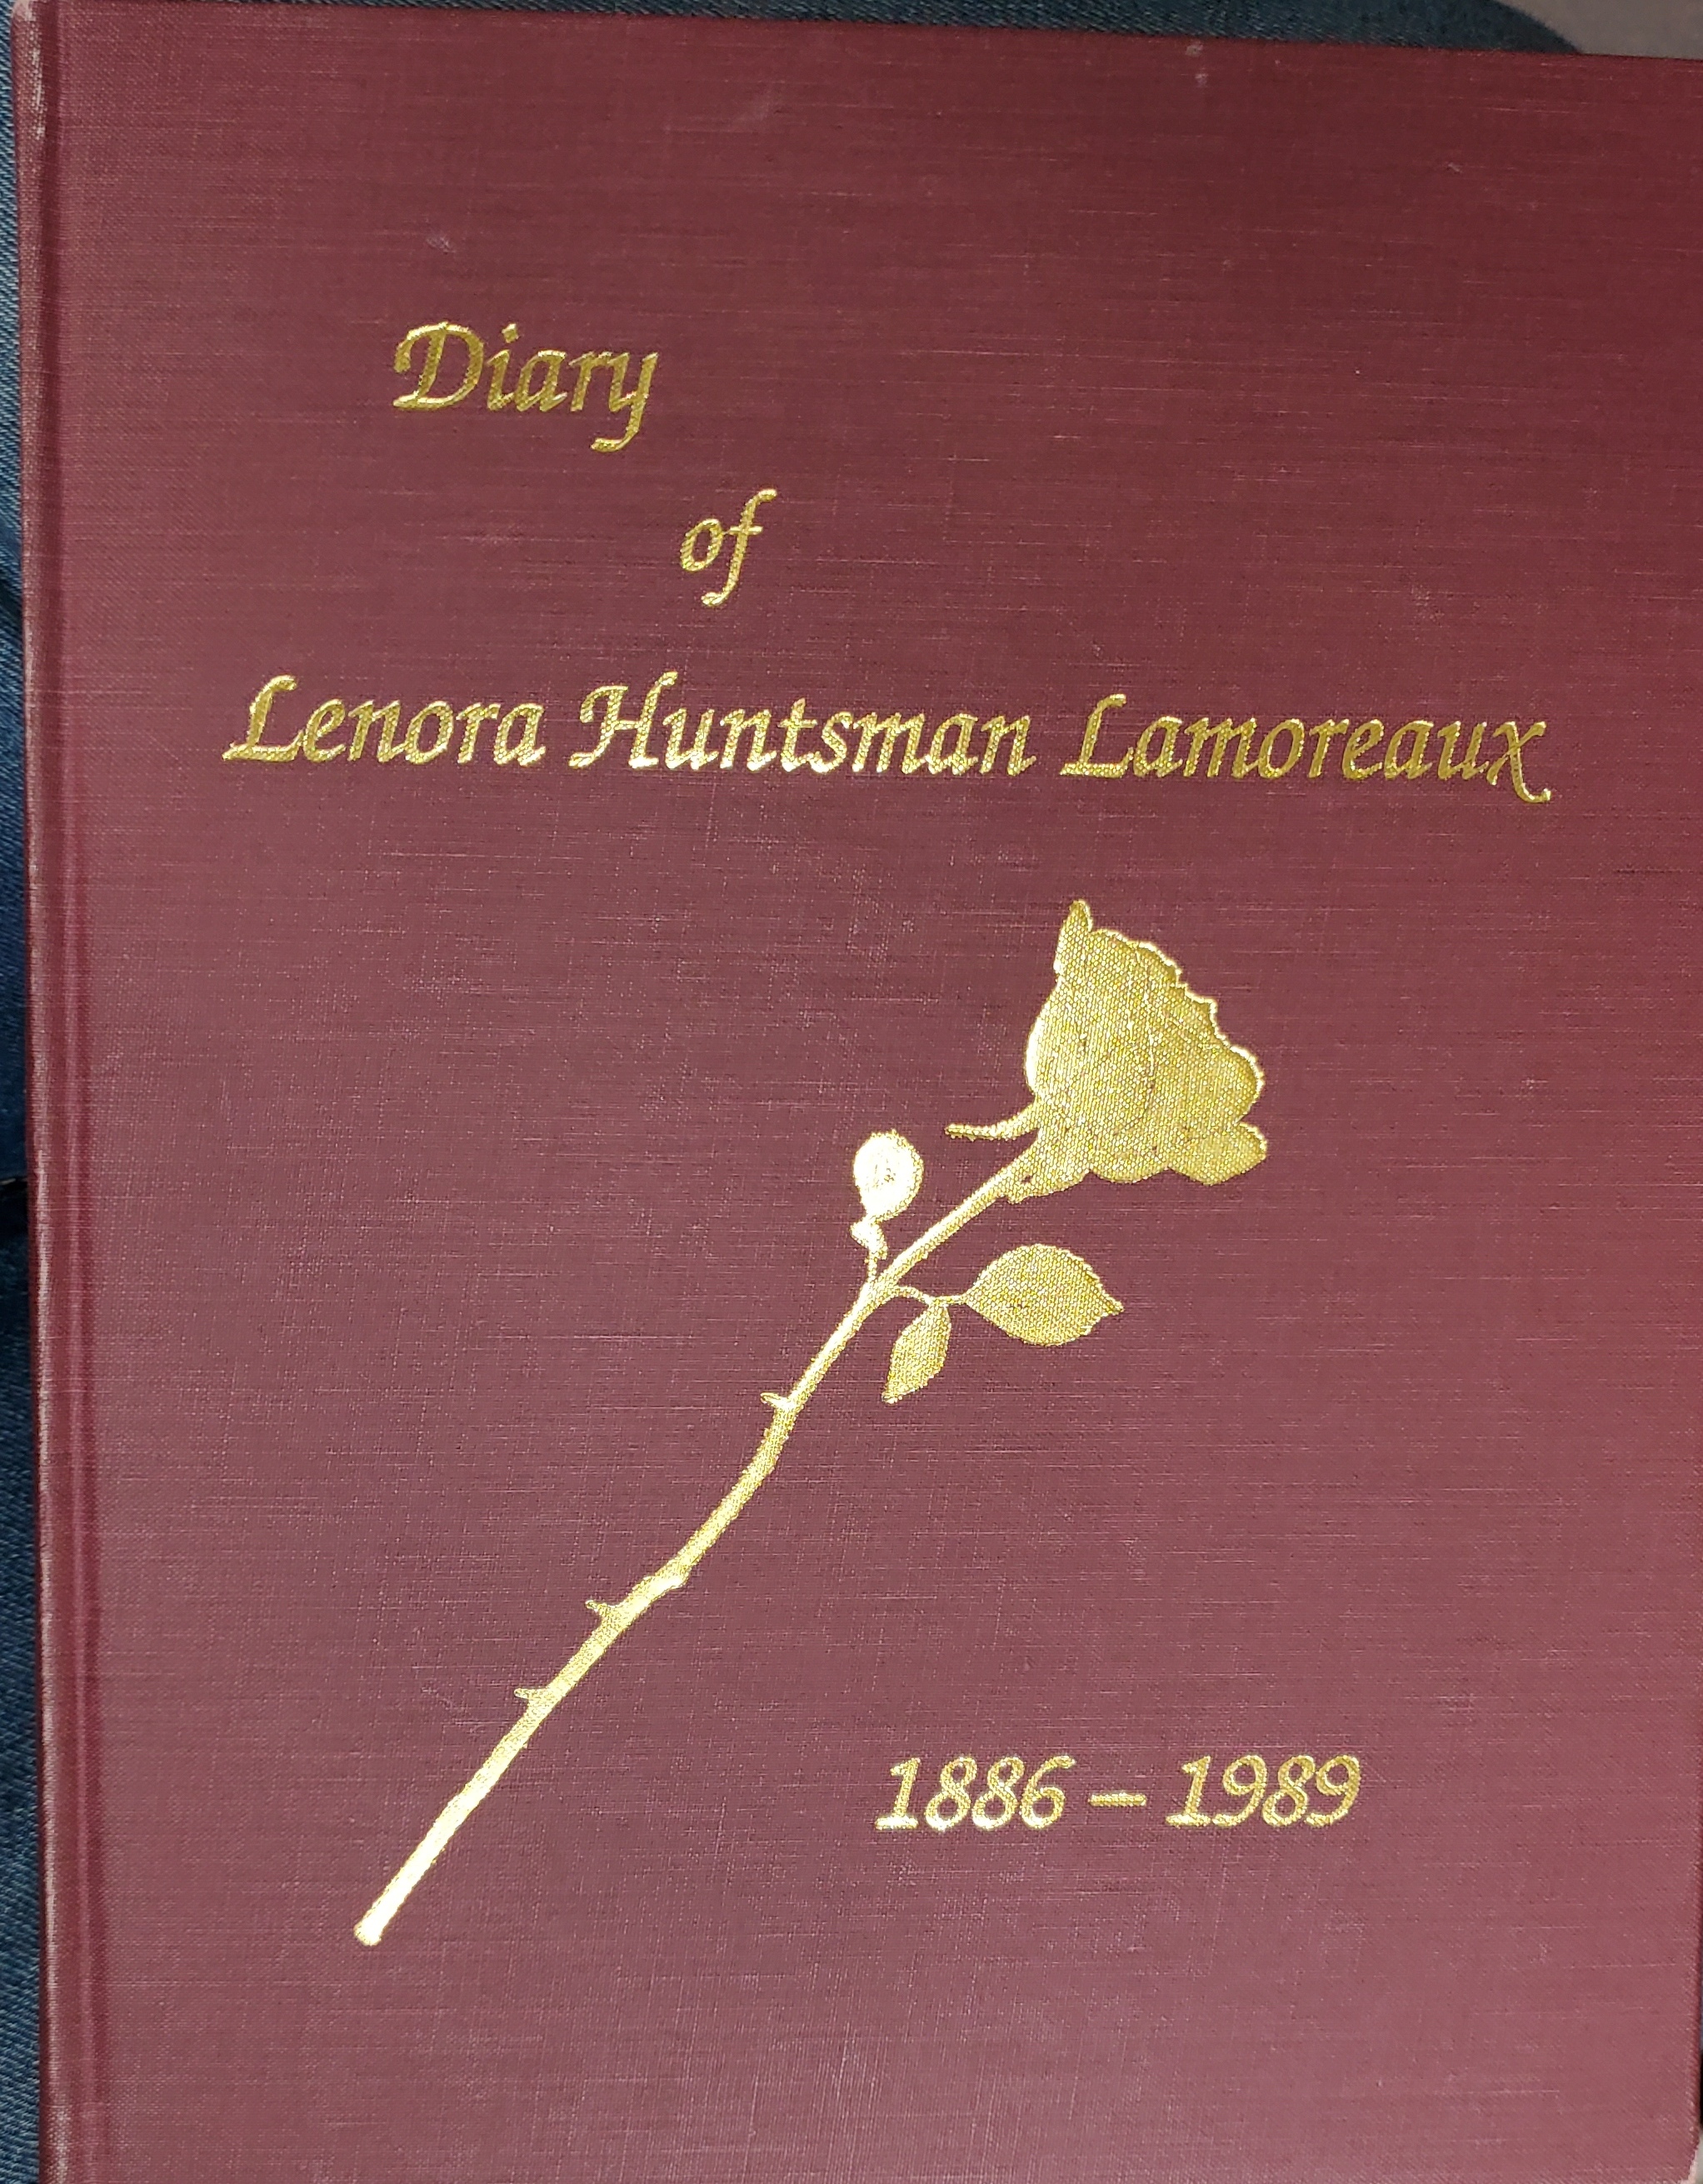 Diary
of
Lenora Huntsman Lamoreaux
1886 – 1989